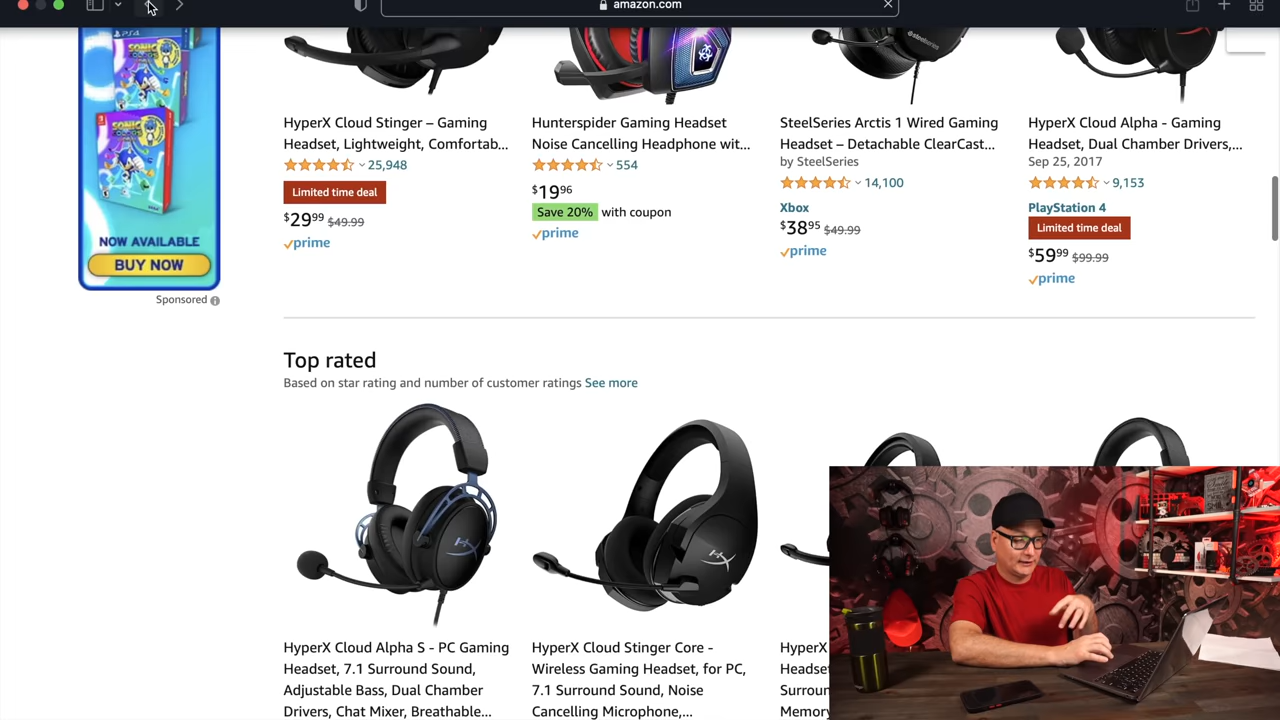 amazon.com
PS4
SONIC
SONIC
NOW AVAILABLE
BUY NOW
Sponsored
steelseries
HyperX Cloud Stinger – Gaming
Headset, Lightweight, Comfortab...
25,948
Limited time deal
$29 99 $49.99
prime
Hunterspider Gaming Headset
Noise Cancelling Headphone wit...
554
$19 96
Save 20% with coupon
prime
SteelSeries Arctis 1 Wired Gaming
Headset – Detachable ClearCast...
by SteelSeries
14,100
Xbox
$38 95 $49.99
prime
HyperX Cloud Alpha - Gaming
Headset, Dual Chamber Drivers,...
Sep 25, 2017
9,153
PlayStation 4
Limited time deal
$59 99 $99.99
prime
Top rated
Based on star rating and number of customer ratings See more
HyperX Cloud Alpha S - PC Gaming
Headset, 7.1 Surround Sound,
Adjustable Bass, Dual Chamber
Drivers, Chat Mixer, Breathable...
HyperX Cloud Stinger Core -
Wireless Gaming Headset, for PC,
7.1 Surround Sound, Noise
Cancelling Microphone,...
HyperX
Headset
Surroun
Memory